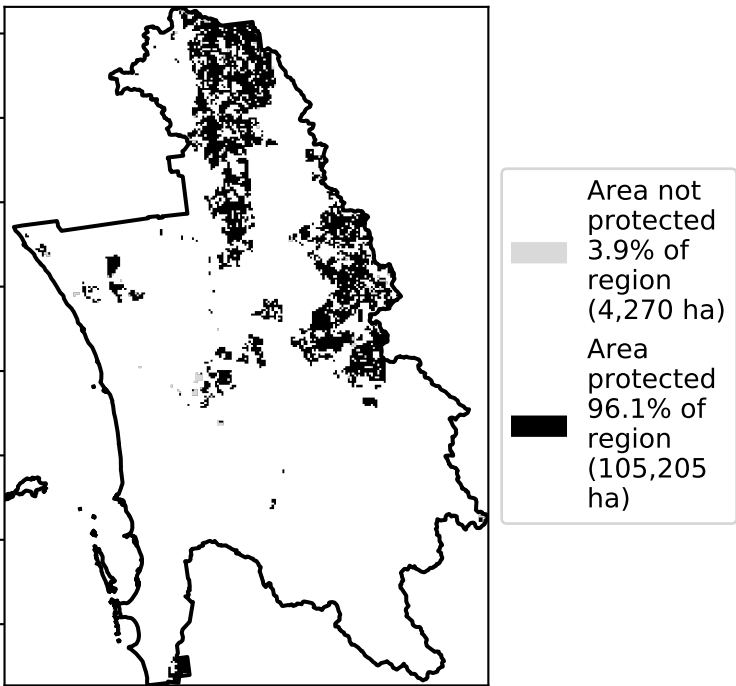 Area not
protected
3.9% of
region
(4,270 ha)
Area
protected
96.1% of
region
(105,205
ha)